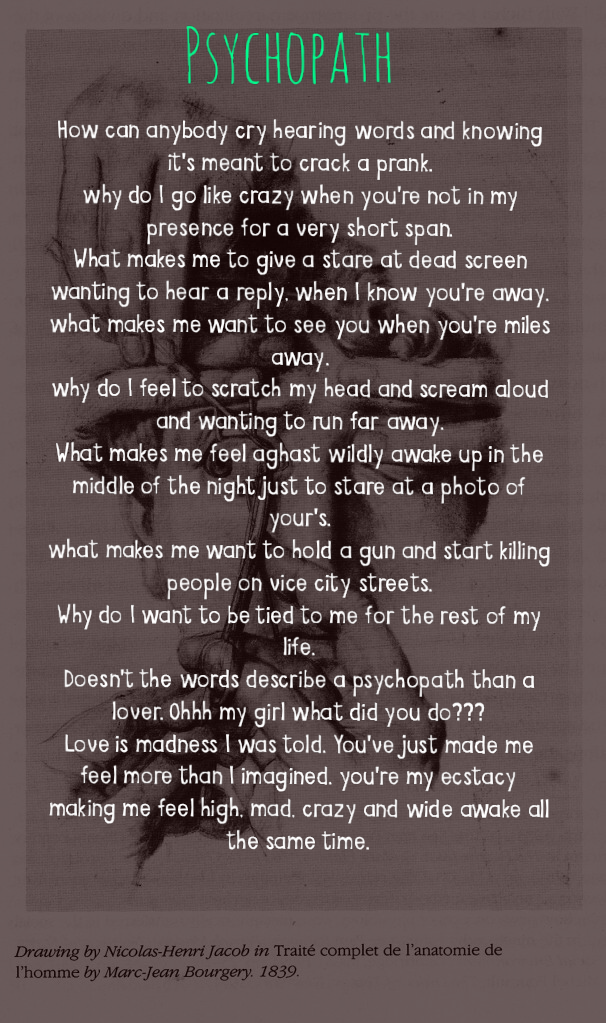 PSYCHOPATH
How can anybody cry hearing words and knowing
it's meant to crack a prank.
why do I go like crazy when you're not in my
presence for a very short span.
What makes me to give a stare at dead screen
wanting to hear a reply, when I know you're away.
what makes me want to see you when you're miles
away.
why do I feel to scratch my head and scream aloud
and wanting to run far away.
What makes me feel aghast wildly awake up in the
middle of the night just to stare at a photo of
your's.
what makes me want to hold a gun and start killing
people on vice city streets.
Why do I want to be tied to me for the rest of my
life.
Doesn't the words describe a psychopath than a
lover. Ohhh my girl what did you do???
Love is madness I was told. You've just made me
feel more than I imagined. you're my ecstacy
making me feel high, mad, crazy and wide awake all
the same time.
Drawing by Nicolas-Henri Jacob in Traité complet de l'anatomie de
l'homme by Marc-Jean Bourgery. 1839.